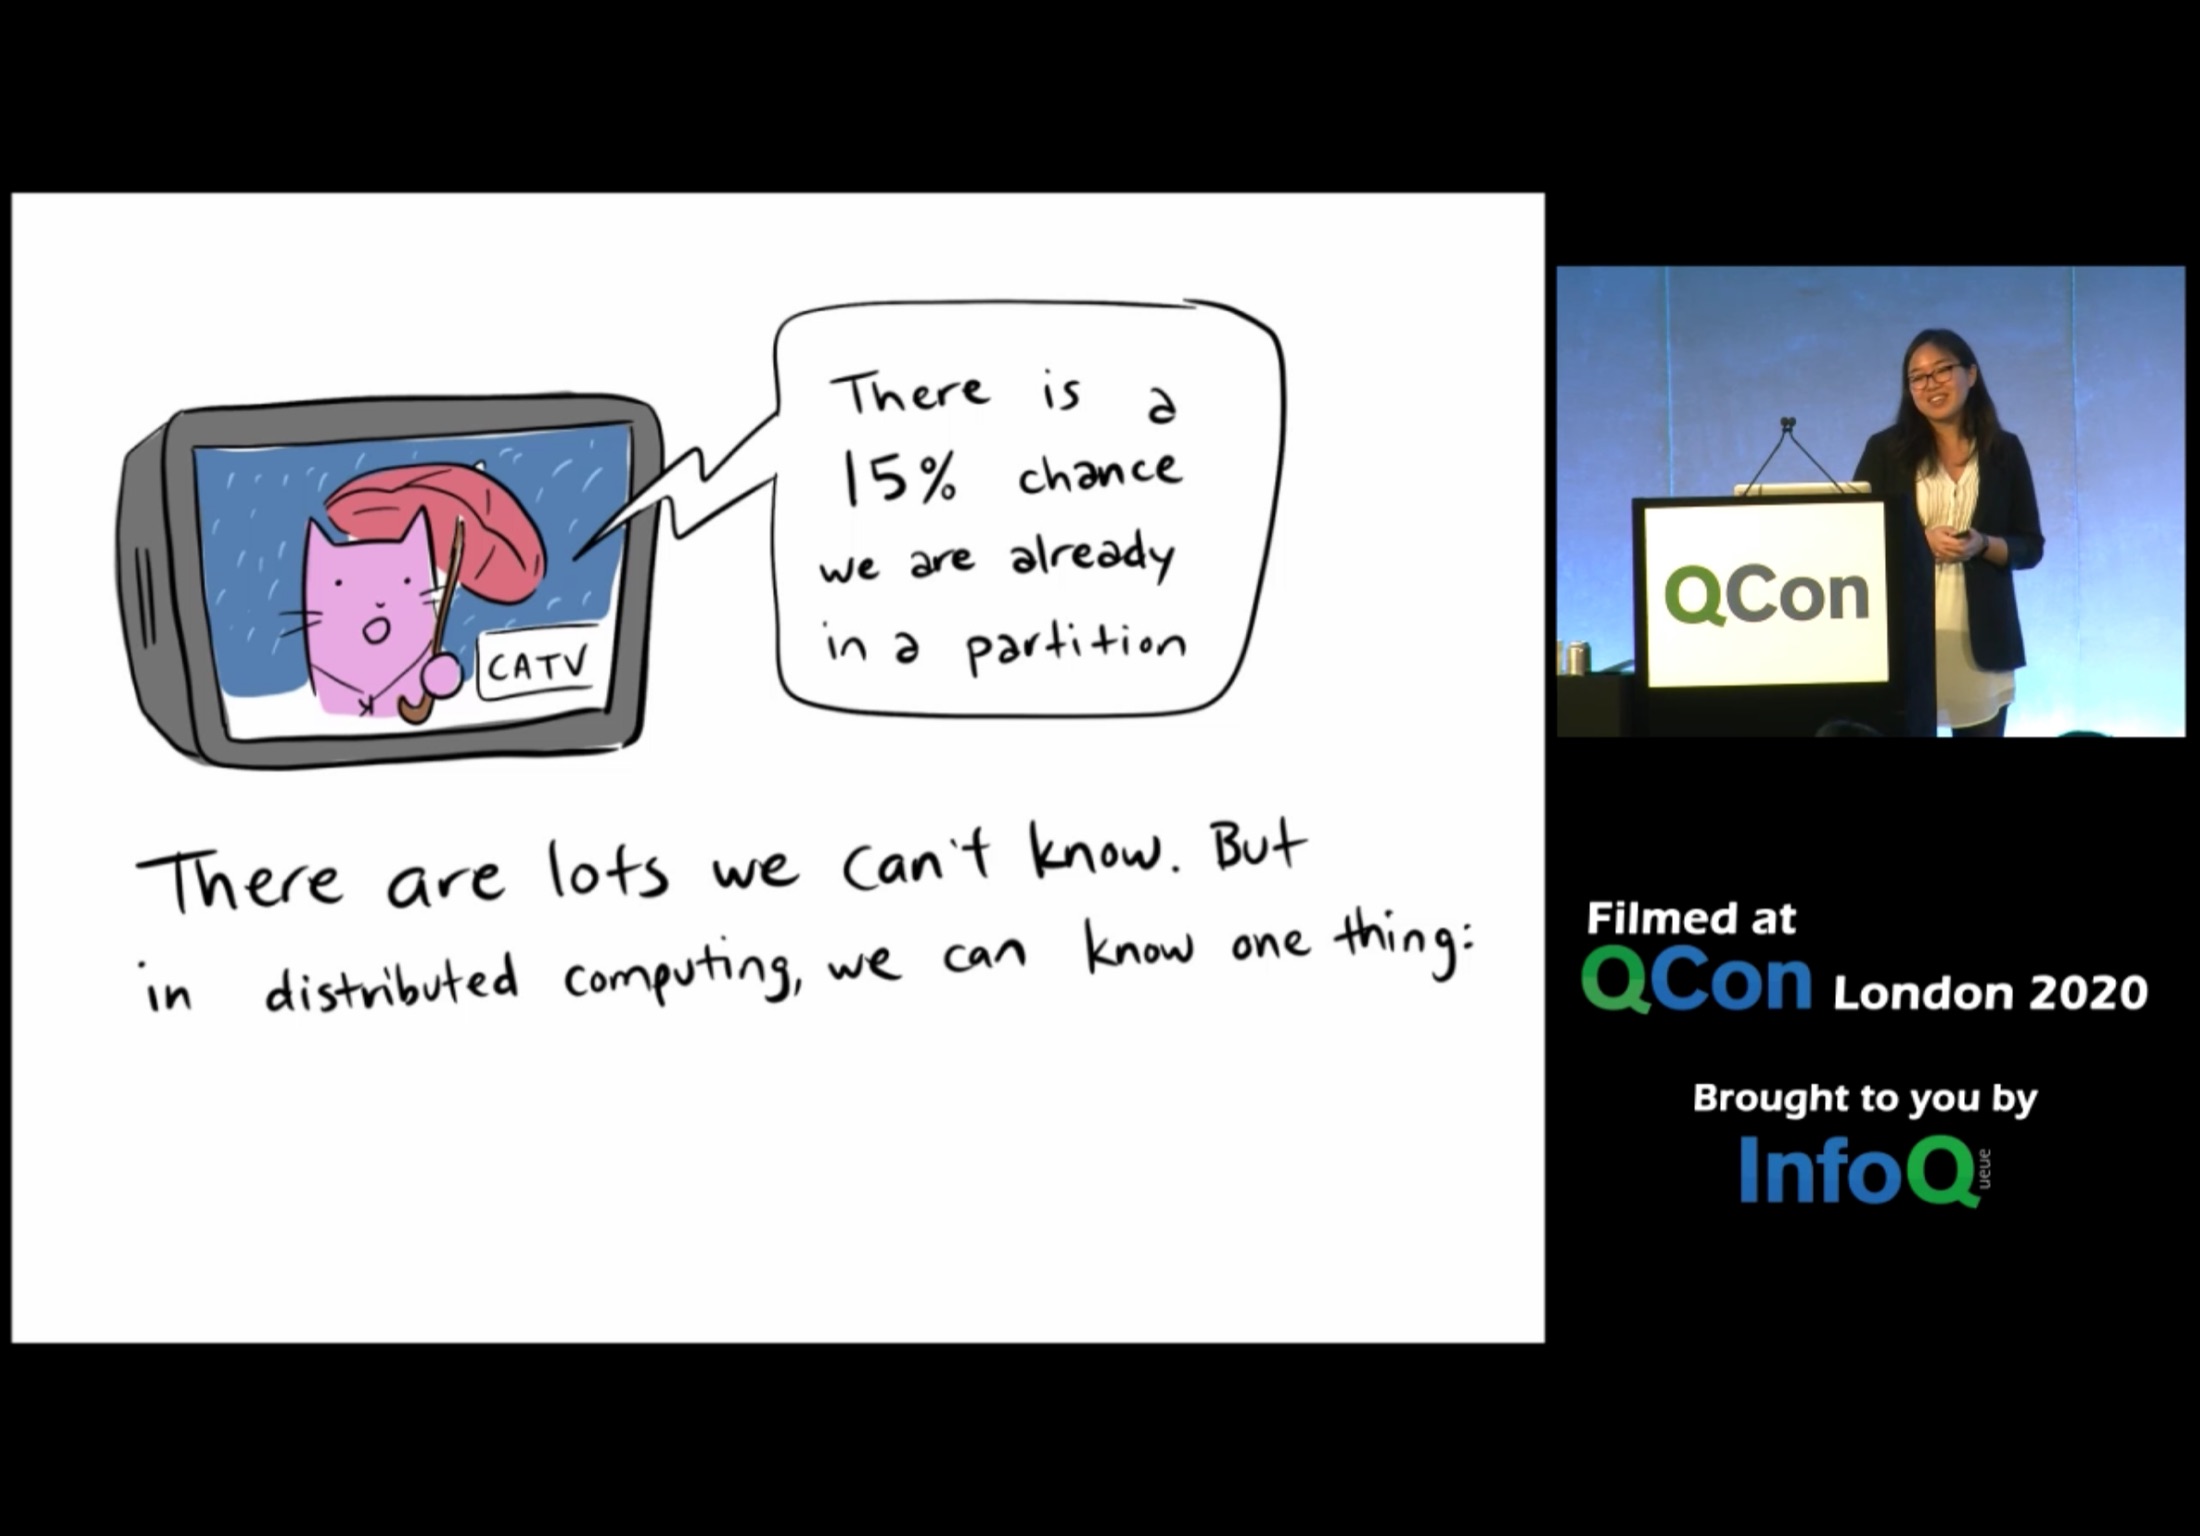 There is a
15% chance
we are already
in a partition
CATV
There are lots we can't know. But
in distributed computing, we can know one thing:
QCon
Filmed at
QCon London 2020
Brought to you by
InfoQ
ueue